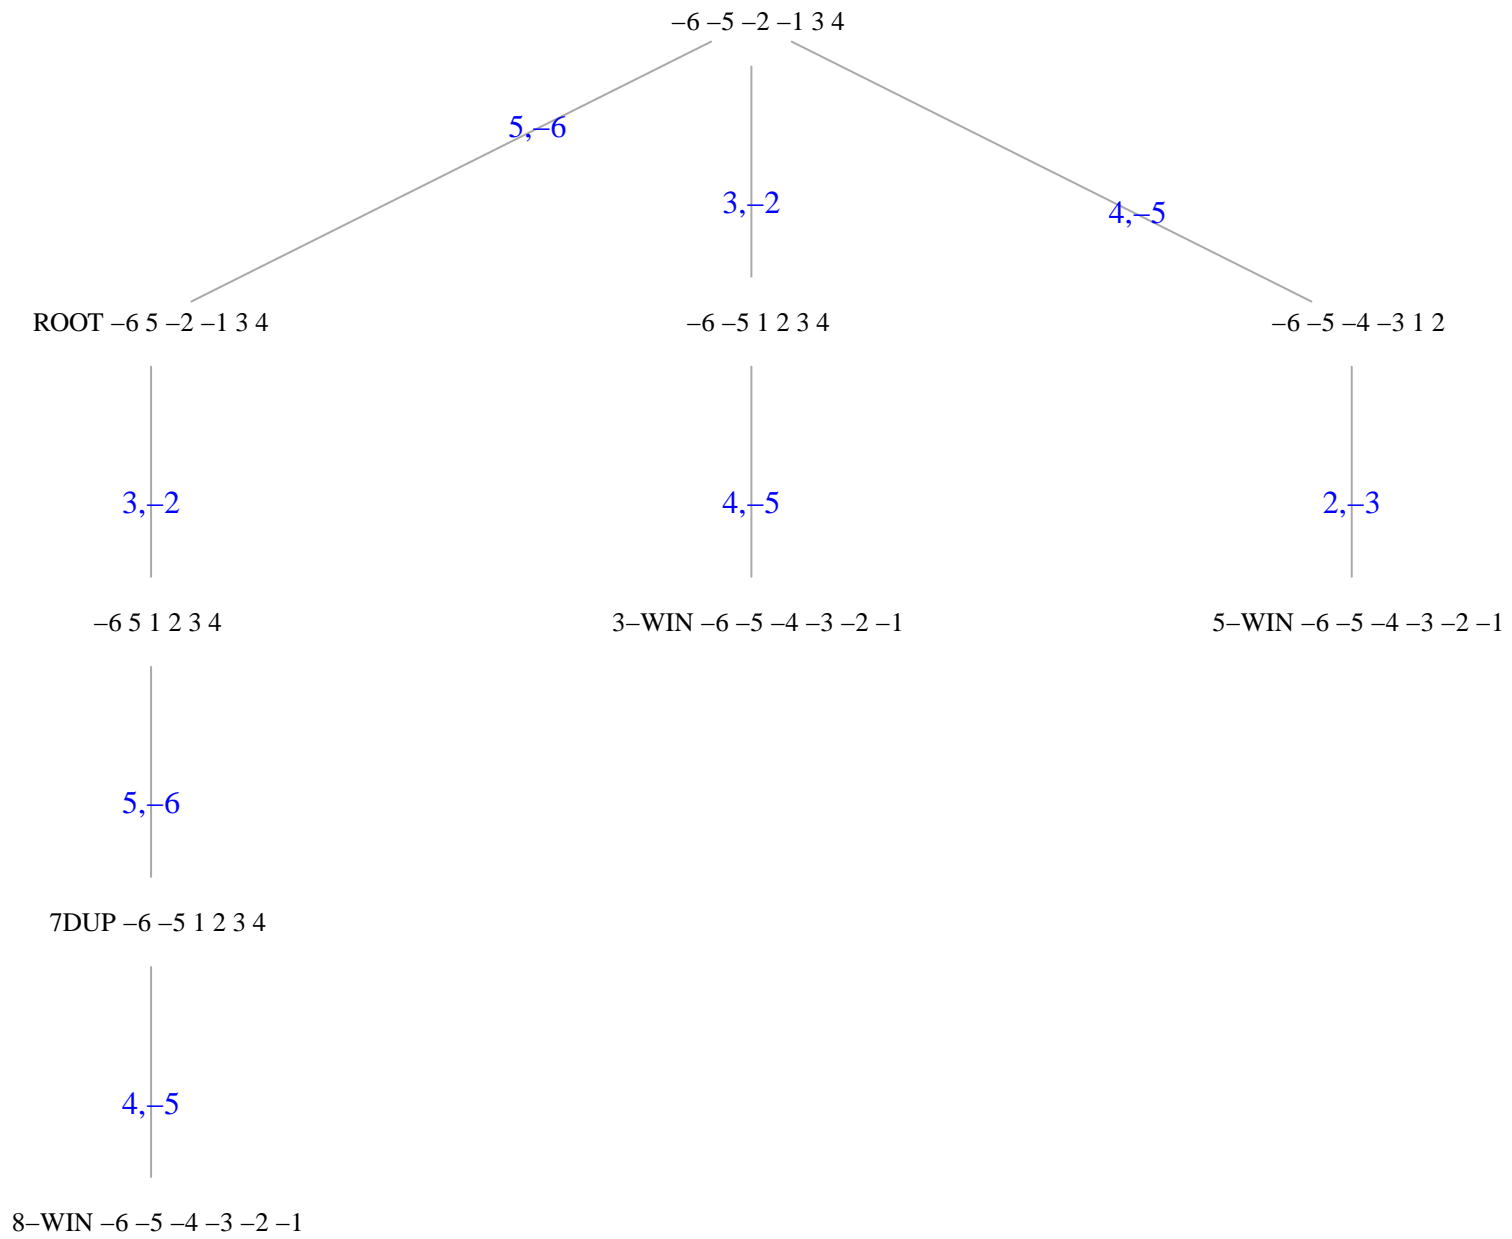 –6 –5 –2 –1 3 4
5,–6
3,–2
4,–5
ROOT –6 5 –2 –1 3 4
–6 –5 1 2 3 4
–6 –5 –4 –3 1 2
3,–2
4,–5
2,–3
–6 5 1 2 3 4
3–WIN –6 –5 –4 –3 –2 –1
5–WIN –6 –5 –4 –3 –2 –1
5,–6
7DUP –6 –5 1 2 3 4
4,–5
8–WIN –6 –5 –4 –3 –2 –1